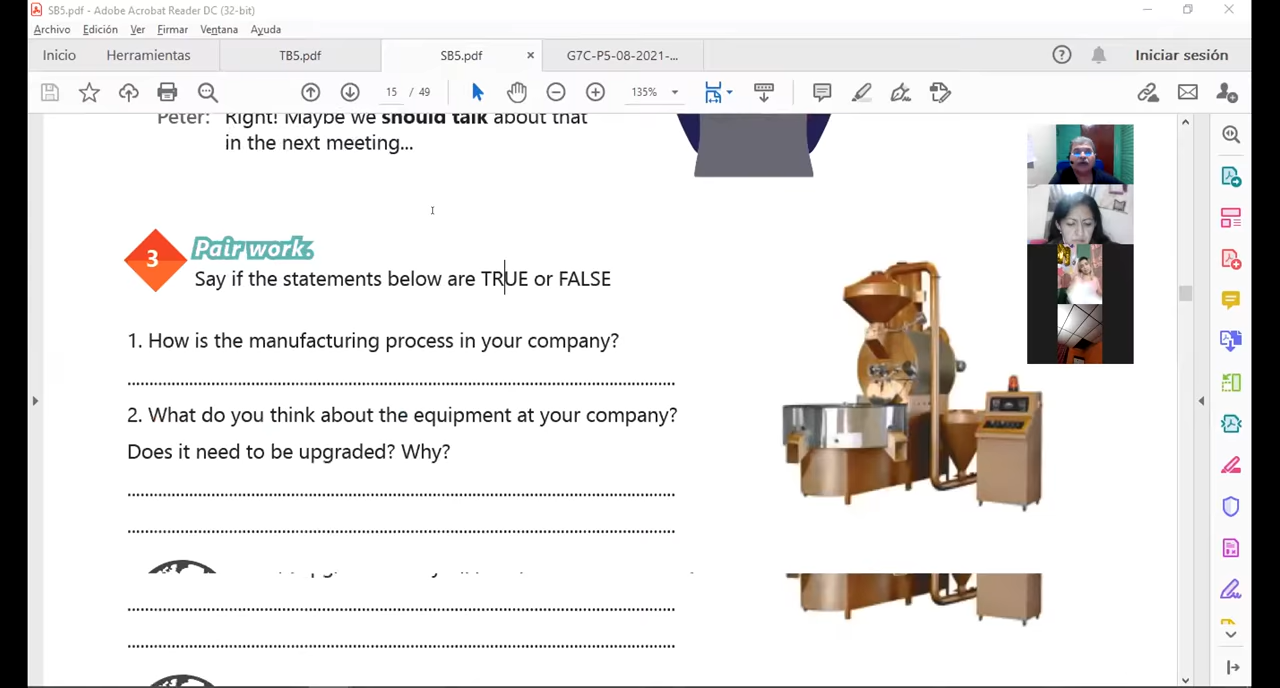 SB5.pdf - Adobe Acrobat Reader DC (32-bit)
Archivo Edición Ver Firmar Ventana Ayuda
Inicio Herramientas TB5.pdf SB5.pdf × G7C-P5-08-2021-... Iniciar sesión
15 / 49 135%
Peter: Right! Maybe we should talk about that
in the next meeting...
3 Pair work.
Say if the statements below are TRUE or FALSE
1. How is the manufacturing process in your company?
2. What do you think about the equipment at your company?
Does it need to be upgraded? Why?